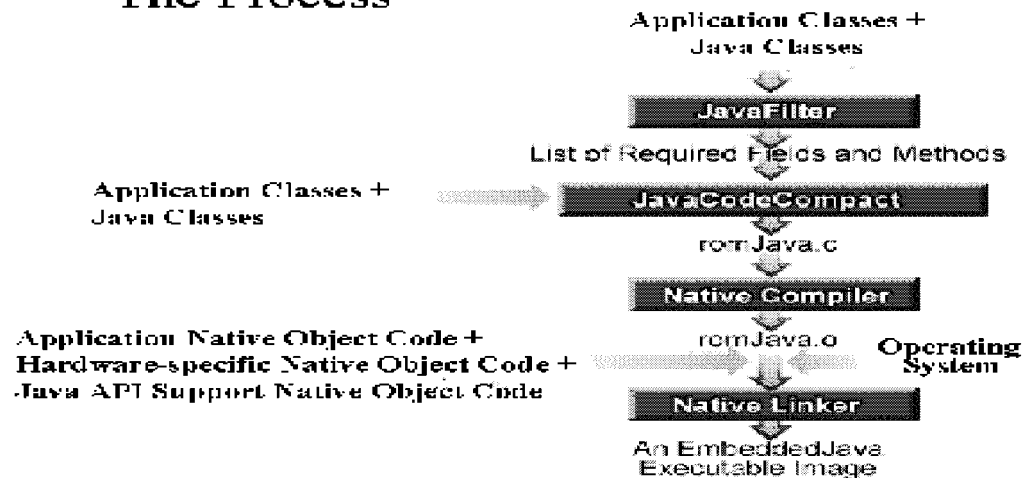 The Process
Application Classes +
Java Classes
JavaFilter
List of Required Fields and Methods
Application Classes +
Java Classes
JavaCodeCompact
romJava.c
Native Compiler
Application Native Object Code +
Hardware-specific Native Object Code +
Java API Support Native Object Code
romJava.o
Operating
System
Native Linker
An EmbeddedJava
Executable Image